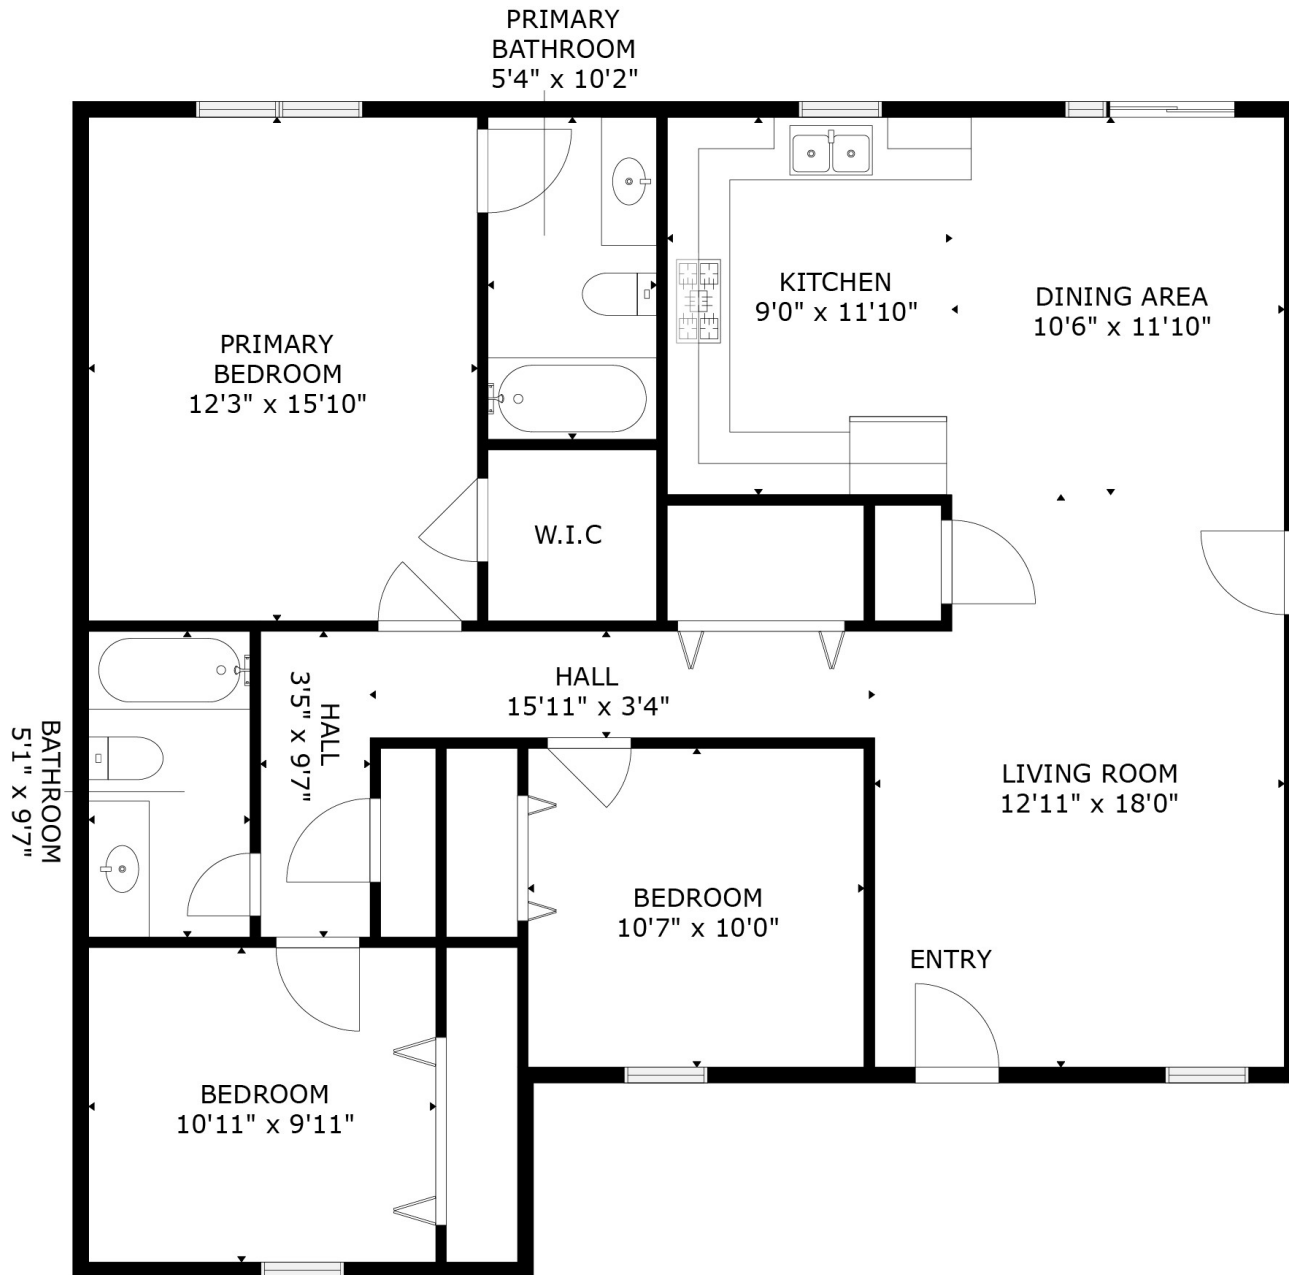 PRIMARY
BATHROOM
5'4" x 10'2"
KITCHEN
9'0" x 11'10"
DINING AREA
10'6" x 11'10"
PRIMARY
BEDROOM
12'3" x 15'10"
W.I.C
HALL
15'11" x 3'4"
HALL
3'5" x 9'7"
BATHROOM
5'1" x 9'7"
LIVING ROOM
12'11" x 18'0"
BEDROOM
10'7" x 10'0"
ENTRY
BEDROOM
10'11" x 9'11"